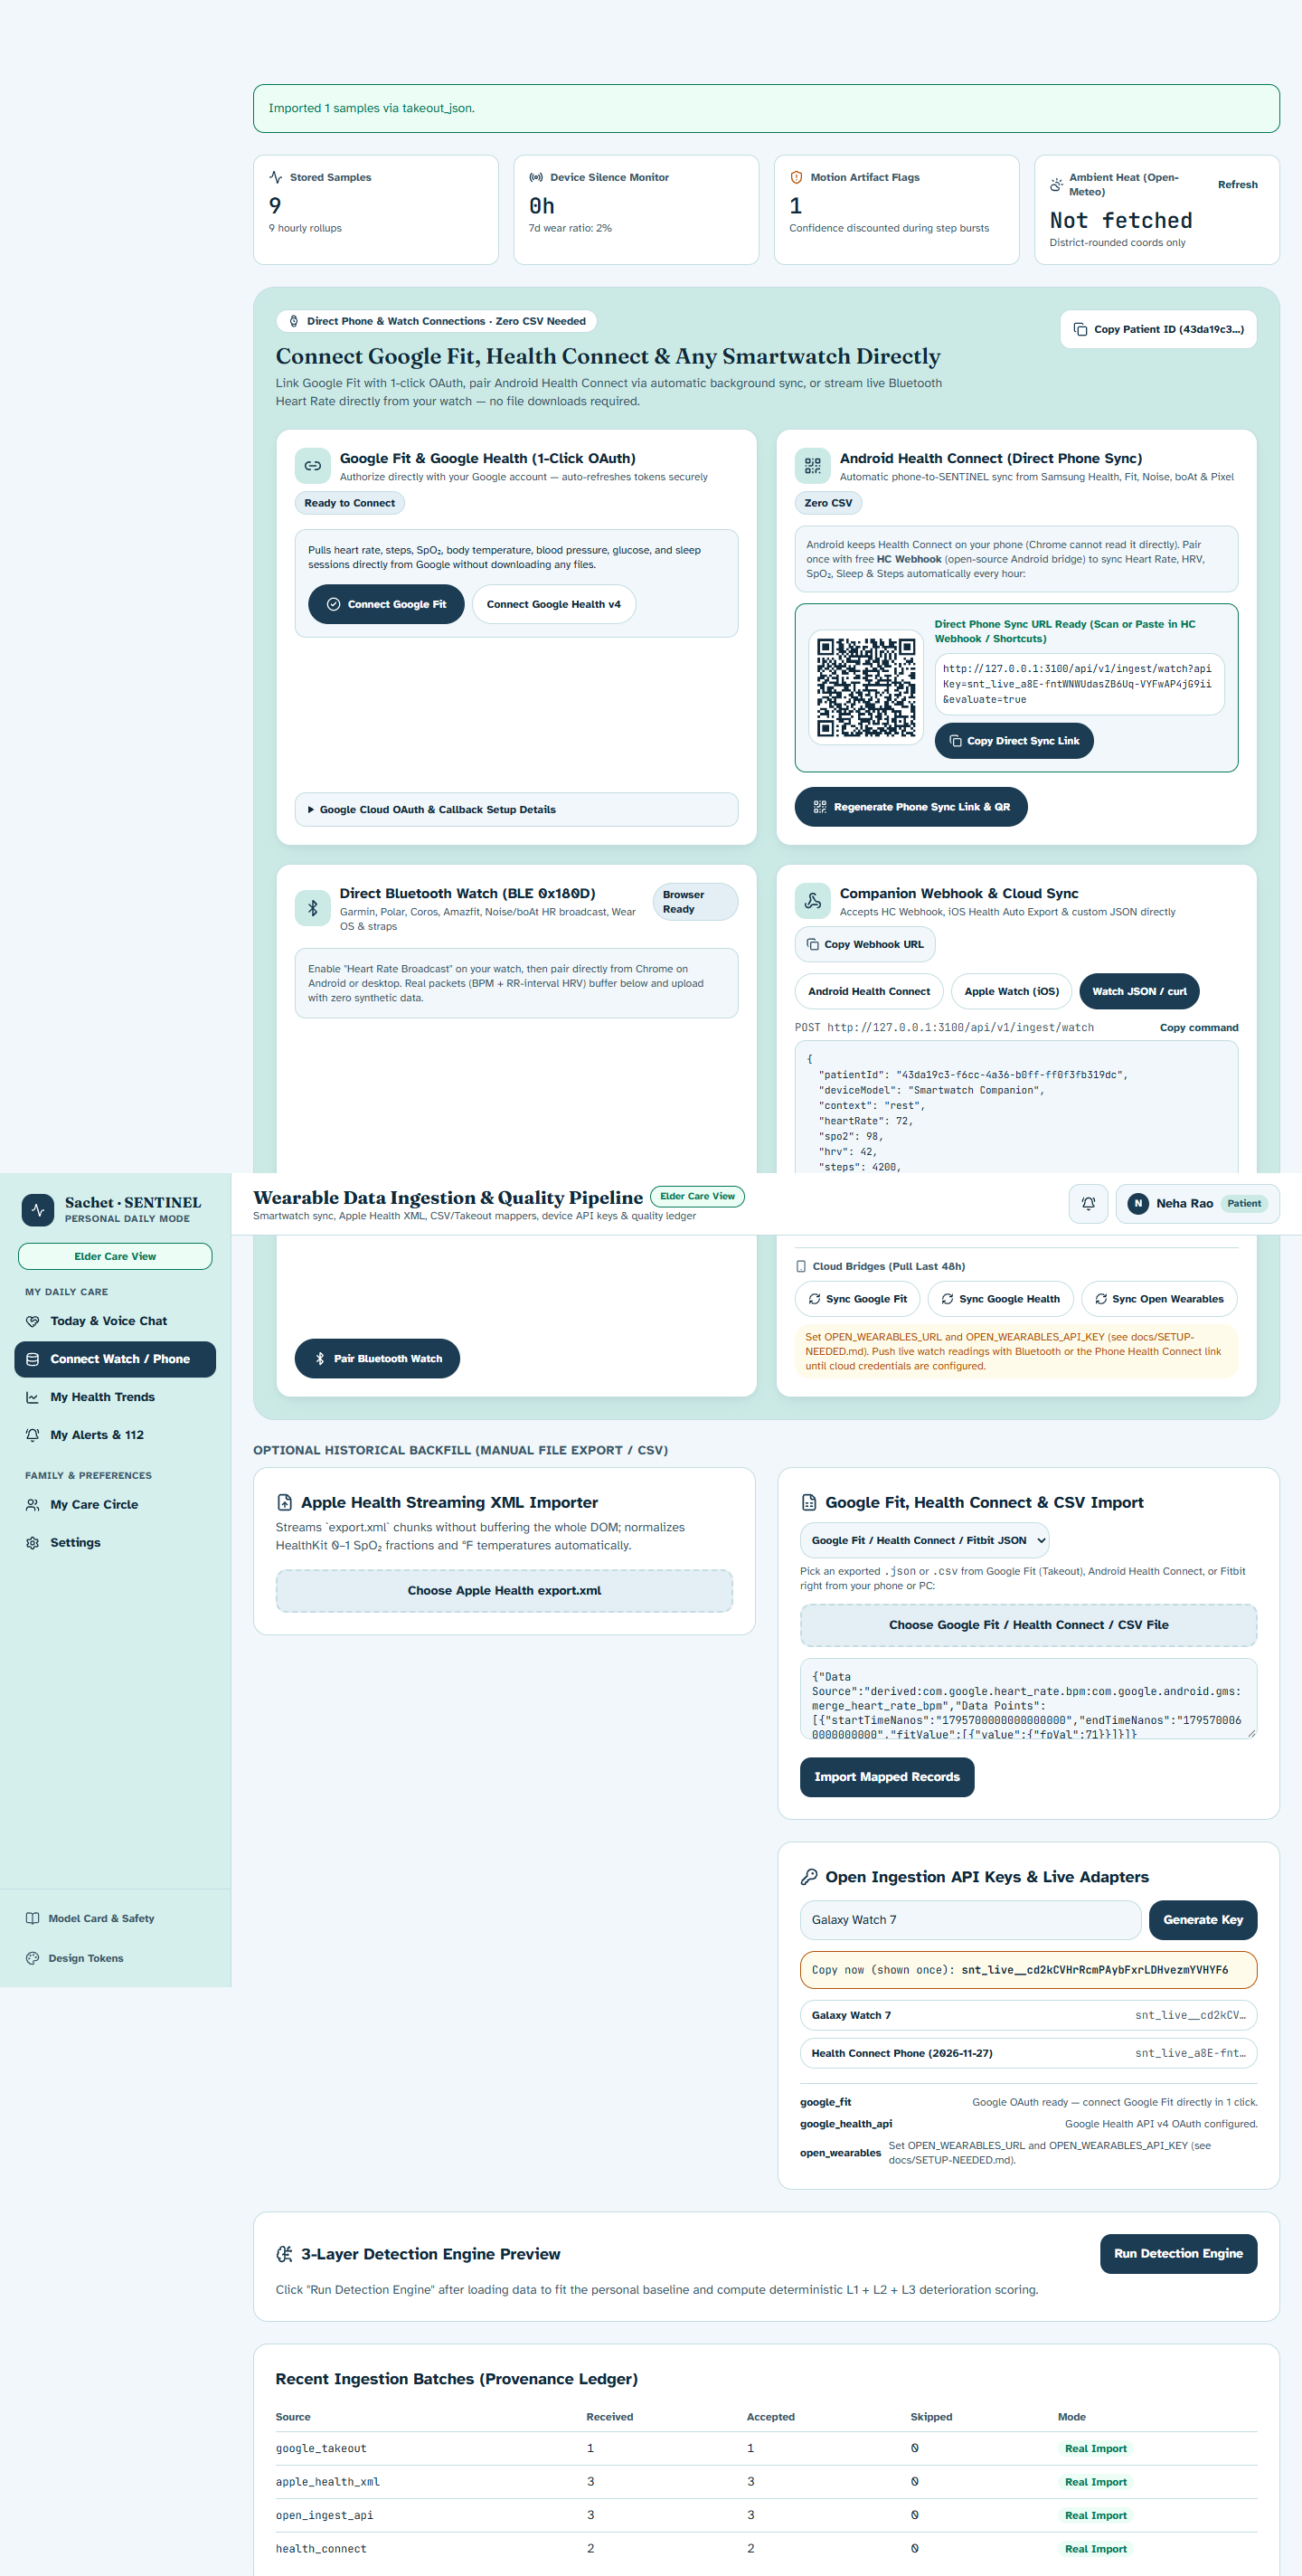 Imported 1 samples via takeout_json.
Stored Samples
9
9 hourly rollups
Device Silence Monitor
0h
7d wear ratio: 2%
Motion Artifact Flags
1
Confidence discounted during step bursts
Ambient Heat (Open-
Meteo)
Refresh
Not fetched
District-rounded coords only
Direct Phone & Watch Connections · Zero CSV Needed
Copy Patient ID (43da19c3...)
Connect Google Fit, Health Connect & Any Smartwatch Directly
Link Google Fit with 1-click OAuth, pair Android Health Connect via automatic background sync, or stream live Bluetooth
Heart Rate directly from your watch — no file downloads required.
Google Fit & Google Health (1-Click OAuth)
Authorize directly with your Google account — auto-refreshes tokens securely
Ready to Connect
Pulls heart rate, steps, SpO₂, body temperature, blood pressure, glucose, and sleep
sessions directly from Google without downloading any files.
Connect Google Fit
Connect Google Health v4
Google Cloud OAuth & Callback Setup Details
Android Health Connect (Direct Phone Sync)
Automatic phone-to-SENTINEL sync from Samsung Health, Fit, Noise, boAt & Pixel
Zero CSV
Android keeps Health Connect on your phone (Chrome cannot read it directly). Pair
once with free HC Webhook (open-source Android bridge) to sync Heart Rate, HRV,
SpO₂, Sleep & Steps automatically every hour:
Direct Phone Sync URL Ready (Scan or Paste in HC
Webhook / Shortcuts)
http://127.0.0.1:3100/api/v1/ingest/watch?api
Key=snt_live_a8E-fntWNWUdasZB6Uq-VYFwAP4jG9ii
&evaluate=true
Copy Direct Sync Link
Regenerate Phone Sync Link & QR
Direct Bluetooth Watch (BLE 0x180D)
Garmin, Polar, Coros, Amazfit, Noise/boAt HR broadcast, Wear
OS & straps
Browser
Ready
Enable "Heart Rate Broadcast" on your watch, then pair directly from Chrome on
Android or desktop. Real packets (BPM + RR-interval HRV) buffer below and upload
with zero synthetic data.
Companion Webhook & Cloud Sync
Accepts HC Webhook, iOS Health Auto Export & custom JSON directly
Copy Webhook URL
Android Health Connect
Apple Watch (iOS)
Watch JSON / curl
POST http://127.0.0.1:3100/api/v1/ingest/watch
Copy command
{
"patientId": "43da19c3-f6cc-4a36-b0ff-ff0f3fb319dc",
"deviceModel": "Smartwatch Companion",
"context": "rest",
"heartRate": 72,
"spo2": 98,
"hrv": 42,
"steps": 4200,
Sachet · SENTINEL
PERSONAL DAILY MODE
Elder Care View
MY DAILY CARE
Today & Voice Chat
Connect Watch / Phone
My Health Trends
My Alerts & 112
FAMILY & PREFERENCES
My Care Circle
Settings
Model Card & Safety
Design Tokens
Wearable Data Ingestion & Quality Pipeline
Elder Care View
Smartwatch sync, Apple Health XML, CSV/Takeout mappers, device API keys & quality ledger
N
Neha Rao
Patient
Pair Bluetooth Watch
Cloud Bridges (Pull Last 48h)
Sync Google Fit
Sync Google Health
Sync Open Wearables
Set OPEN_WEARABLES_URL and OPEN_WEARABLES_API_KEY (see docs/SETUP-
NEEDED.md). Push live watch readings with Bluetooth or the Phone Health Connect link
until cloud credentials are configured.
OPTIONAL HISTORICAL BACKFILL (MANUAL FILE EXPORT / CSV)
Apple Health Streaming XML Importer
Streams `export.xml` chunks without buffering the whole DOM; normalizes
HealthKit 0–1 SpO₂ fractions and °F temperatures automatically.
Choose Apple Health export.xml
Google Fit, Health Connect & CSV Import
Google Fit / Health Connect / Fitbit JSON
Pick an exported .json or .csv from Google Fit (Takeout), Android Health Connect, or Fitbit
right from your phone or PC:
Choose Google Fit / Health Connect / CSV File
{"Data
Source":"derived:com.google.heart_rate.bpm:com.google.android.gms:
merge_heart_rate_bpm","Data Points":
[{"startTimeNanos":"1795700000000000000","endTimeNanos":"179570006
0000000000","fitValue":[{"value":{"fpVal":71}}]}]}
Import Mapped Records
Open Ingestion API Keys & Live Adapters
Galaxy Watch 7
Generate Key
Copy now (shown once): snt_live__cd2kCVHrRcmPAybFxrLDHvezmYVHYF6
Galaxy Watch 7
snt_live__cd2kCV…
Health Connect Phone (2026-11-27)
snt_live_a8E-fnt…
google_fit
Google OAuth ready — connect Google Fit directly in 1 click.
google_health_api
Google Health API v4 OAuth configured.
open_wearables
Set OPEN_WEARABLES_URL and OPEN_WEARABLES_API_KEY (see
docs/SETUP-NEEDED.md).
3-Layer Detection Engine Preview
Run Detection Engine
Click "Run Detection Engine" after loading data to fit the personal baseline and compute deterministic L1 + L2 + L3 deterioration scoring.
Recent Ingestion Batches (Provenance Ledger)
Source Received Accepted Skipped Mode
google_takeout 1 1 0 Real Import
apple_health_xml 3 3 0 Real Import
open_ingest_api 3 3 0 Real Import
health_connect 2 2 0 Real Import